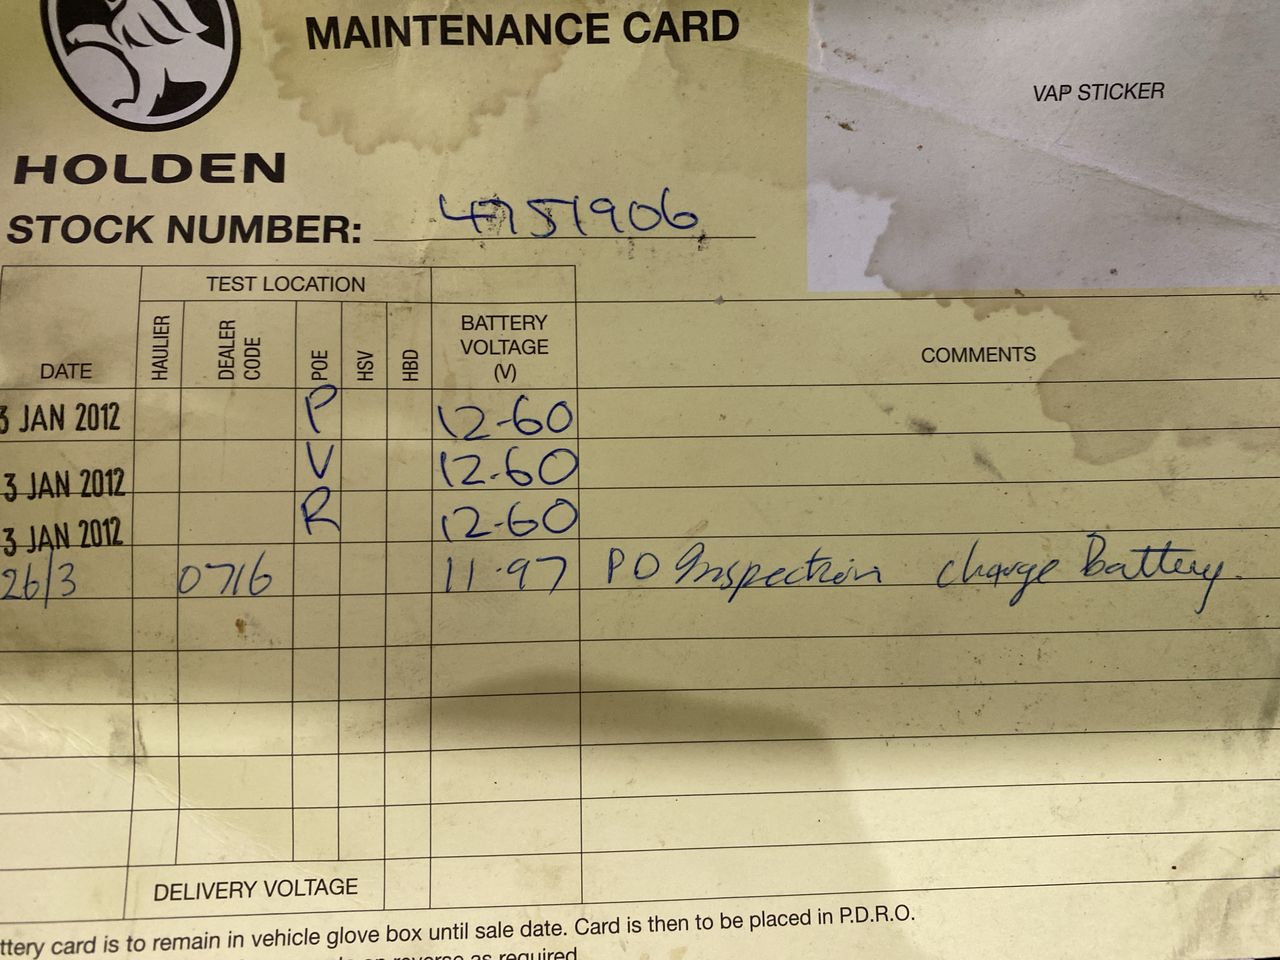 MAINTENANCE CARD
VAP STICKER
HOLDEN
STOCK NUMBER: 4751906
TEST LOCATION
DATE HAULIER DEALER CODE POE HSV HBD BATTERY VOLTAGE (V) COMMENTS
3 JAN 2012 P 12-60
3 JAN 2012 V 12.60
3 JAN 2012 R 12-60
26/3 0716 11.97 PD Inspection charge Battery.
DELIVERY VOLTAGE
ttery card is to remain in vehicle glove box until sale date. Card is then to be placed in P.D.R.O.
reverse as required